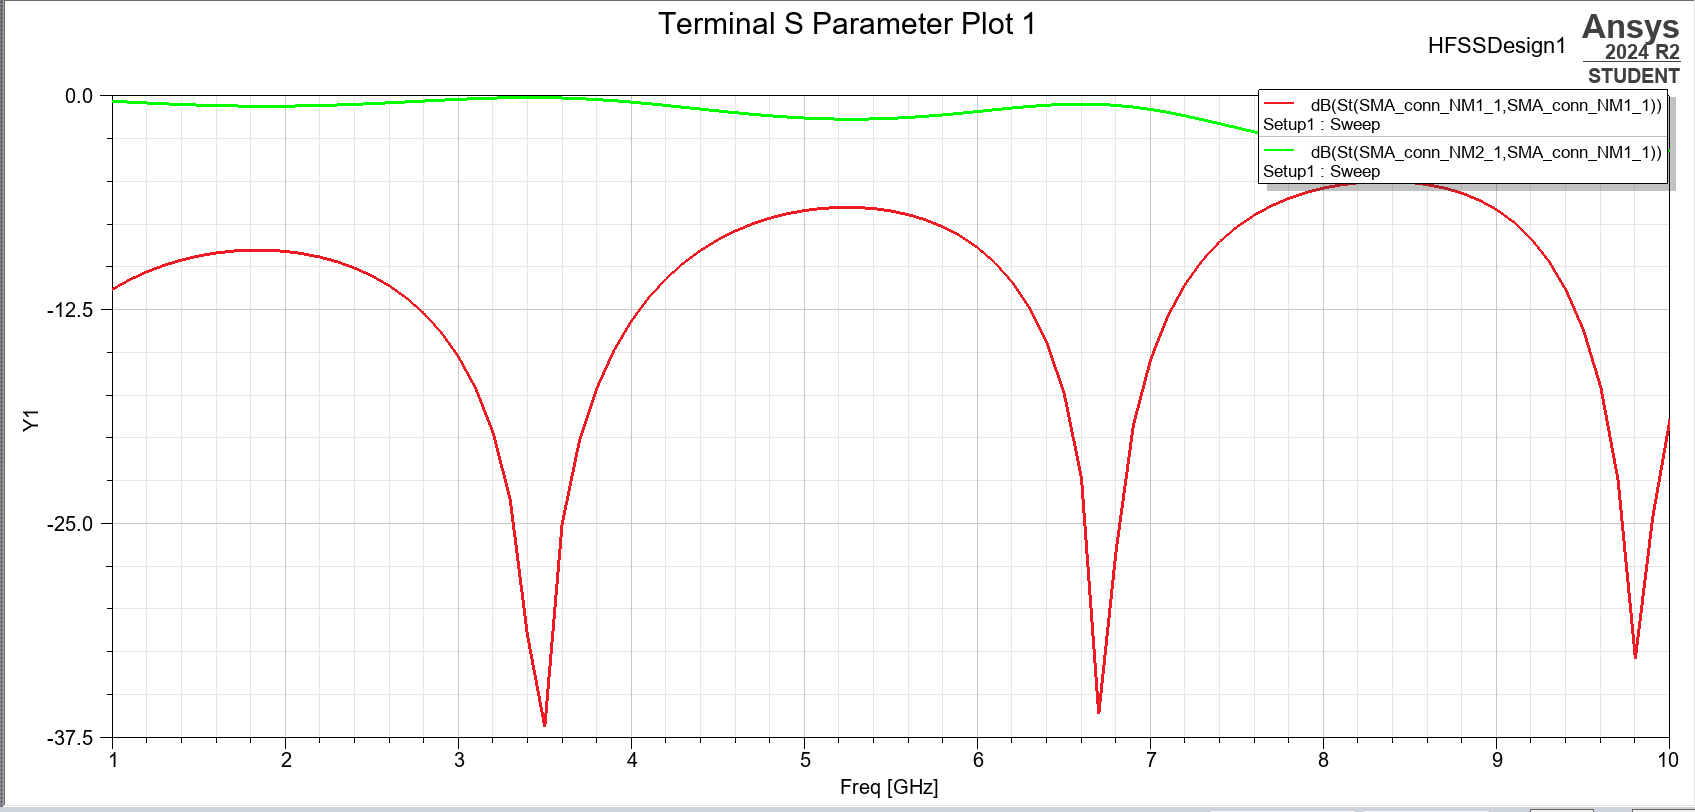 Terminal S Parameter Plot 1
HFSSDesign1
Ansys
2024 R2
STUDENT
dB(St(SMA_conn_NM1_1,SMA_conn_NM1_1))
Setup1 : Sweep
dB(St(SMA_conn_NM2_1,SMA_conn_NM1_1))
Setup1 : Sweep
0.0
-12.5
-25.0
-37.5
Y1
1 2 3 4 5 6 7 8 9 10
Freq [GHz]